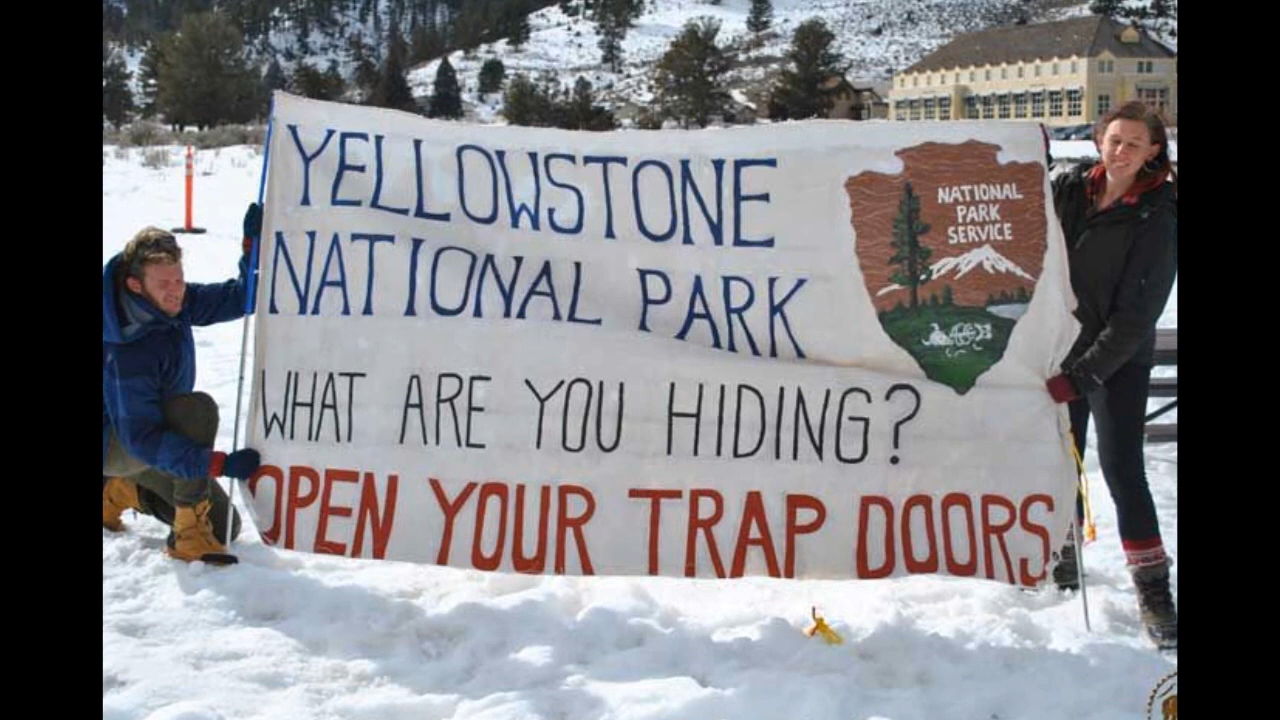 YELLOWSTONE
NATIONAL PARK
WHAT ARE YOU HIDING?
OPEN YOUR TRAP DOORS
NATIONAL
PARK
SERVICE